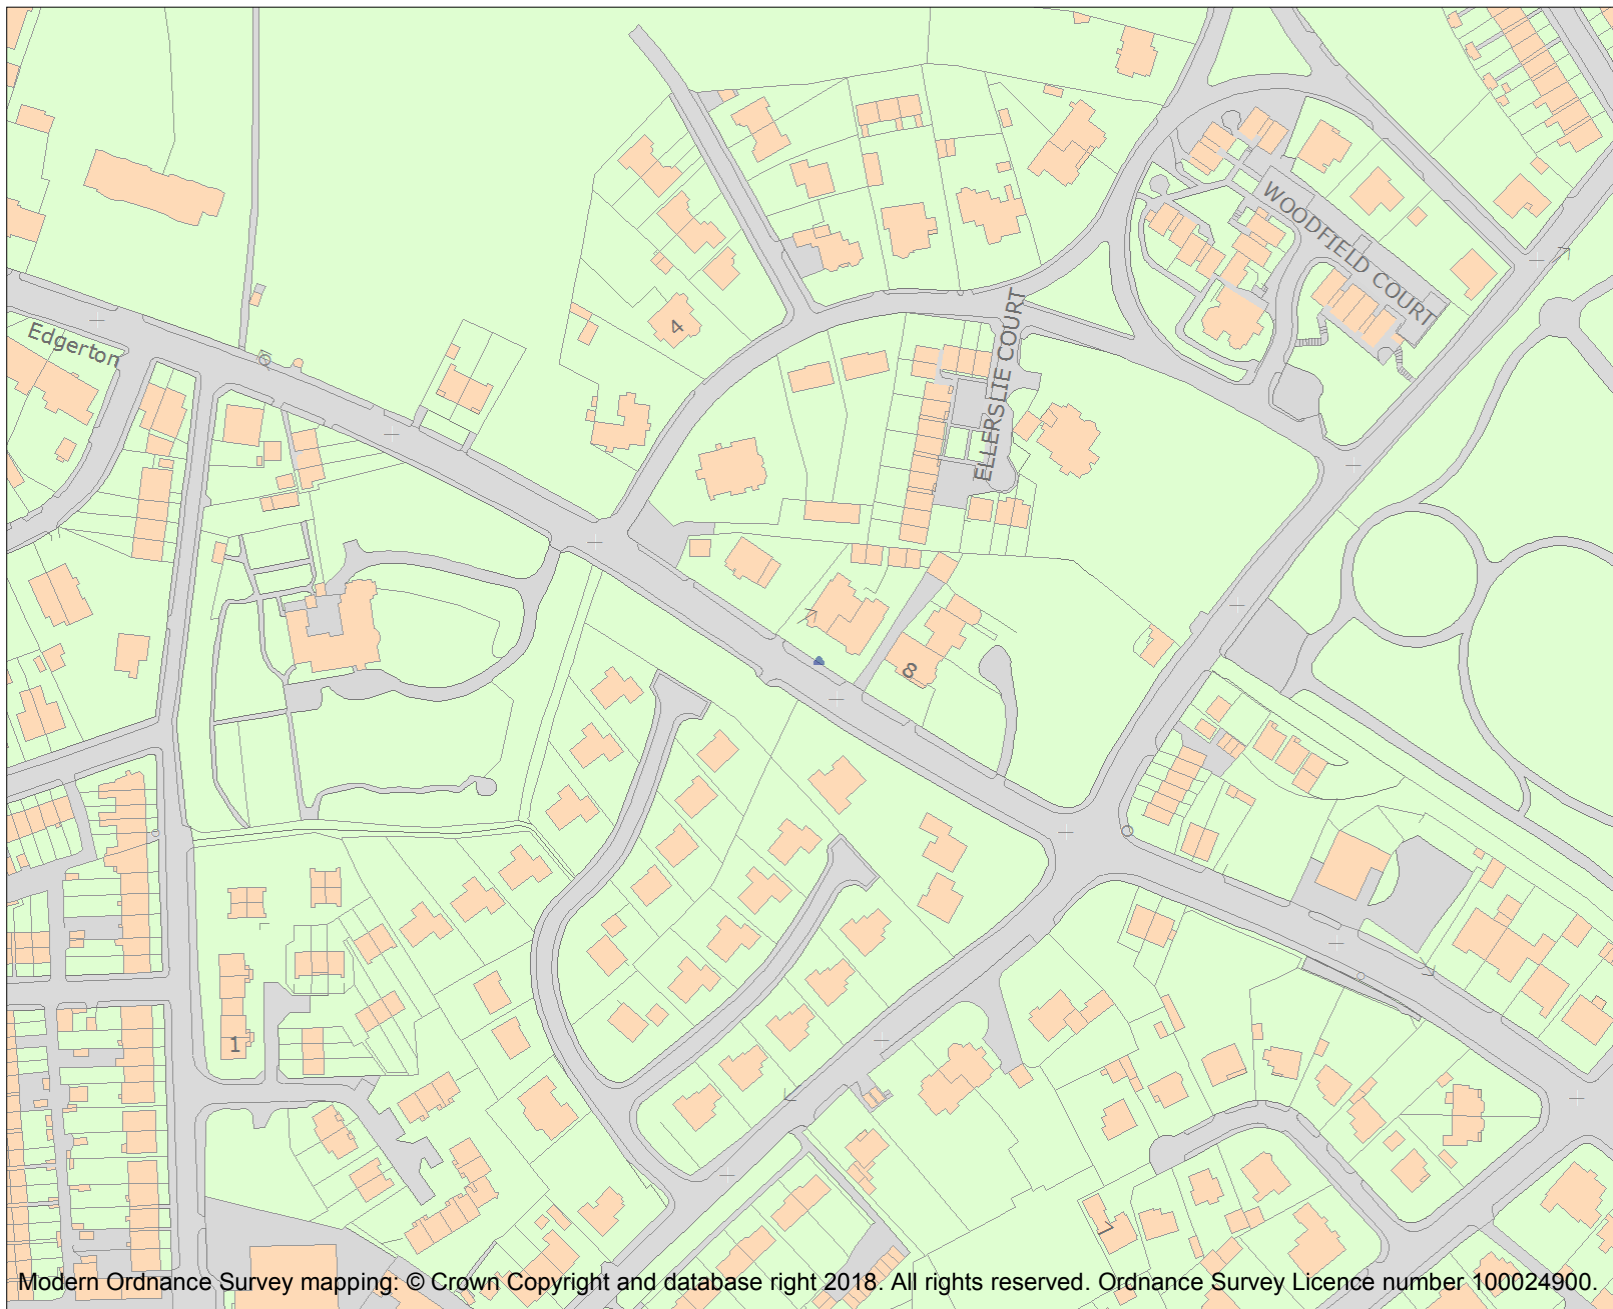 WOODFIELD COURT
Edgerton
4
ELLERSLIE COURT
8
1
7
Modern Ordnance Survey mapping: © Crown Copyright and database right 2018. All rights reserved. Ordnance Survey Licence number 100024900.